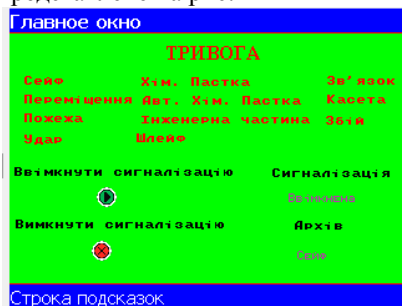 Главное окно
ТРИВОГА
Сейф Хім. Пастка Зв'язок
Переміщення Авт. Хім. Пастка Касета
Пожежа Інженерна частина Збій
Удар Шлейф
Ввімкнути сигналізацію Сигналізація
Ввімкнена
Вимкнути сигналізацію Архів
Сейф
Строка подсказок